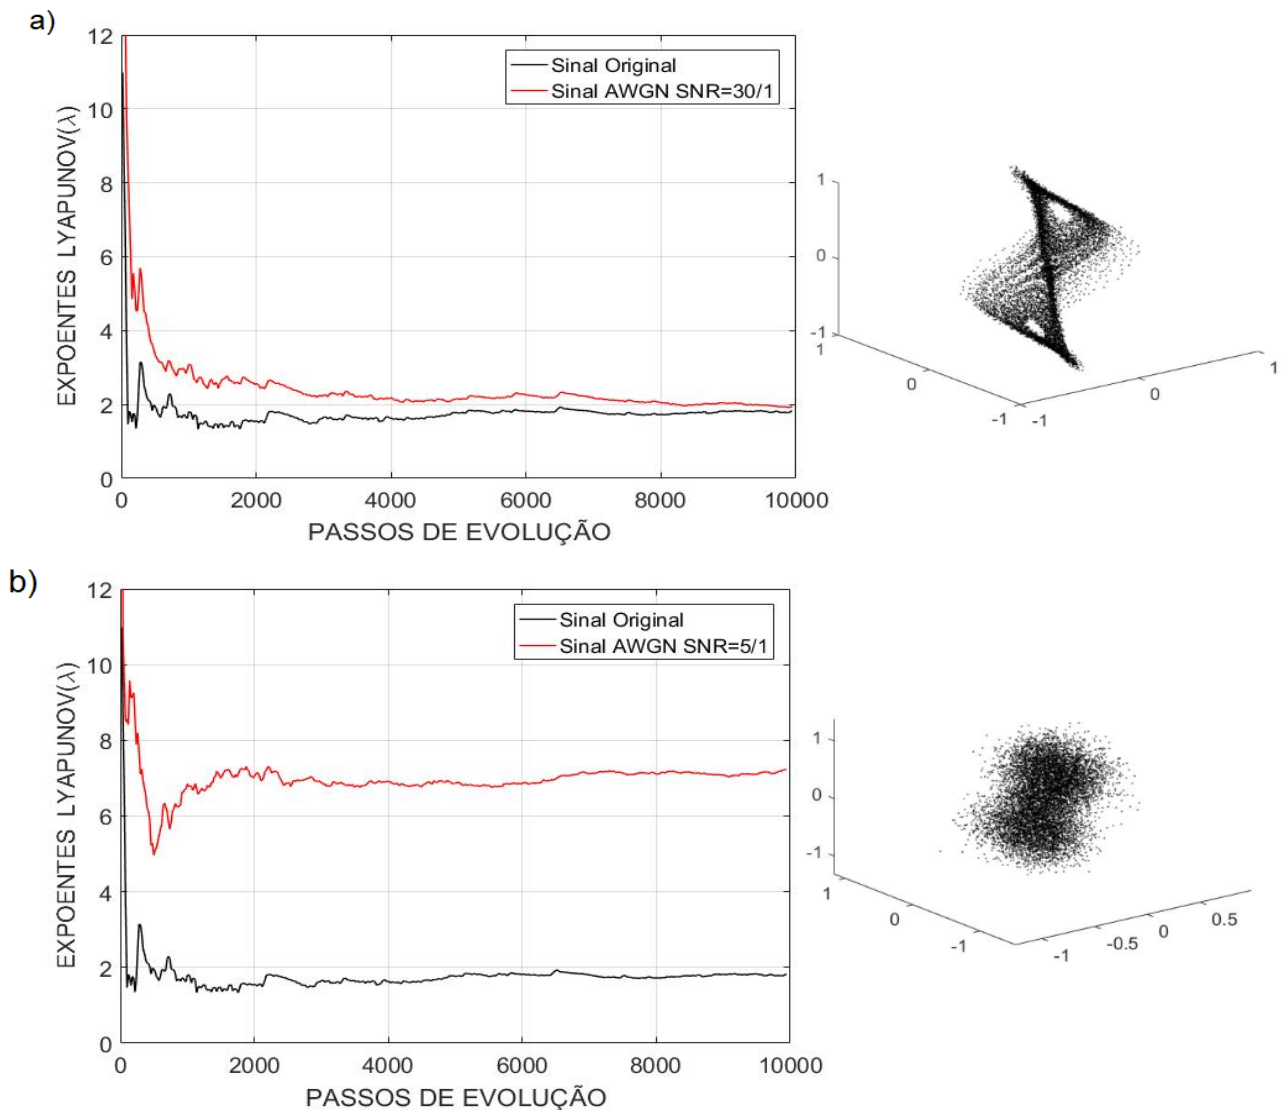 a)
12
10
8
6
4
2
0
EXPOENTES LYAPUNOV(λ)
Sinal Original
Sinal AWGN SNR=30/1
0 2000 4000 6000 8000 10000
PASSOS DE EVOLUÇÃO
1
0
-1
1
0
-1
-1
0
1
b)
12
10
8
6
4
2
0
EXPOENTES LYAPUNOV(λ)
Sinal Original
Sinal AWGN SNR=5/1
0 2000 4000 6000 8000 10000
PASSOS DE EVOLUÇÃO
1
0
-1
1
0
-1
-1
-0.5
0
0.5